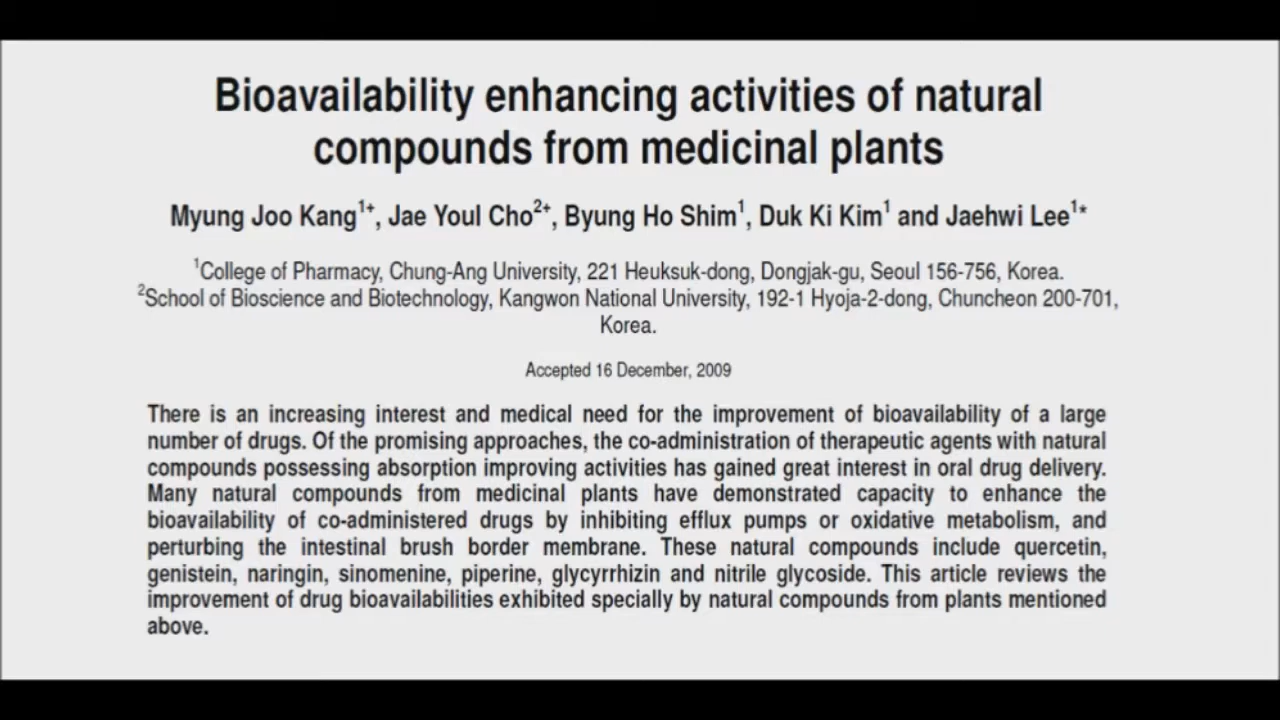 Bioavailability enhancing activities of natural
compounds from medicinal plants
Myung Joo Kang1+, Jae Youl Cho2+, Byung Ho Shim1, Duk Ki Kim1 and Jaehwi Lee1*
1College of Pharmacy, Chung-Ang University, 221 Heuksuk-dong, Dongjak-gu, Seoul 156-756, Korea.
2School of Bioscience and Biotechnology, Kangwon National University, 192-1 Hyoja-2-dong, Chuncheon 200-701,
Korea.
Accepted 16 December, 2009
There is an increasing interest and medical need for the improvement of bioavailability of a large
number of drugs. Of the promising approaches, the co-administration of therapeutic agents with natural
compounds possessing absorption improving activities has gained great interest in oral drug delivery.
Many natural compounds from medicinal plants have demonstrated capacity to enhance the
bioavailability of co-administered drugs by inhibiting efflux pumps or oxidative metabolism, and
perturbing the intestinal brush border membrane. These natural compounds include quercetin,
genistein, naringin, sinomenine, piperine, glycyrrhizin and nitrile glycoside. This article reviews the
improvement of drug bioavailabilities exhibited specially by natural compounds from plants mentioned
above.